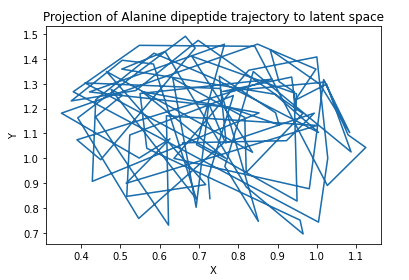 Projection of Alanine dipeptide trajectory to latent space
1.5
1.4
1.3
1.2
1.1
1.0
0.9
0.8
0.7
Y
0.4 0.5 0.6 0.7 0.8 0.9 1.0 1.1
X